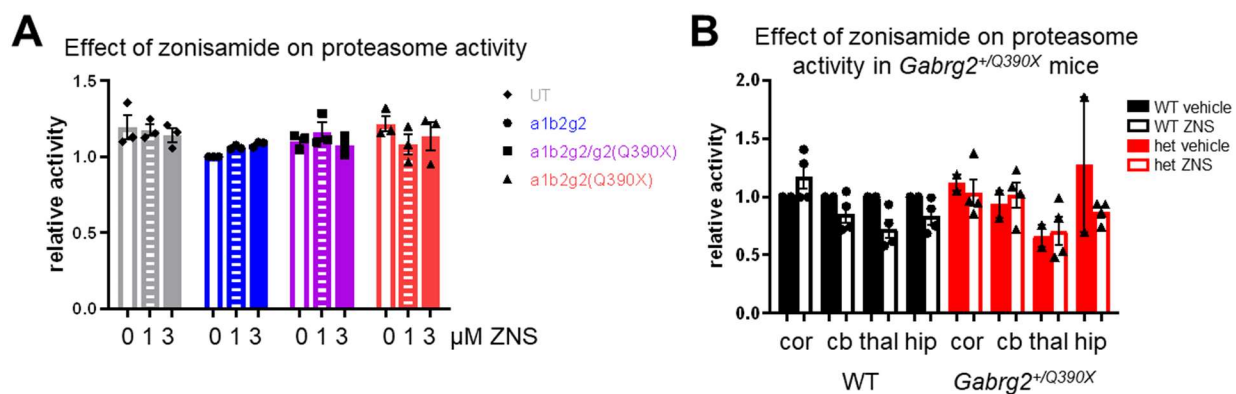 A
Effect of zonisamide on proteasome activity
relative activity
1.5
1.0
0.5
0.0
0 1 3 0 1 3 0 1 3 0 1 3 µM ZNS
UT
a1b2g2
a1b2g2/g2(Q390X)
a1b2g2(Q390X)
B
Effect of zonisamide on proteasome
activity in Gabrg2+/Q390X mice
relative activity
2.0
1.5
1.0
0.5
0.0
cor cb thal hip cor cb thal hip
WT Gabrg2+/Q390X
WT vehicle
WT ZNS
het vehicle
het ZNS